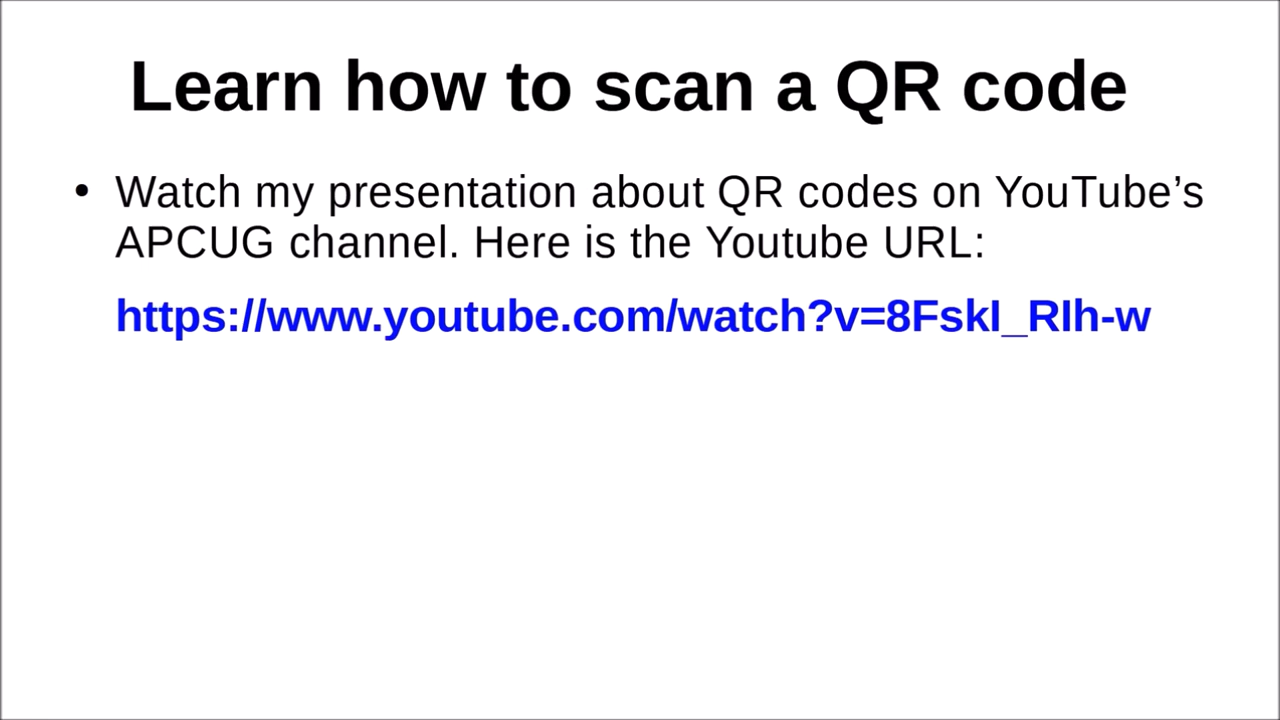 Learn how to scan a QR code
• Watch my presentation about QR codes on YouTube’s
APCUG channel. Here is the Youtube URL:
https://www.youtube.com/watch?v=8FskI_RIh-w